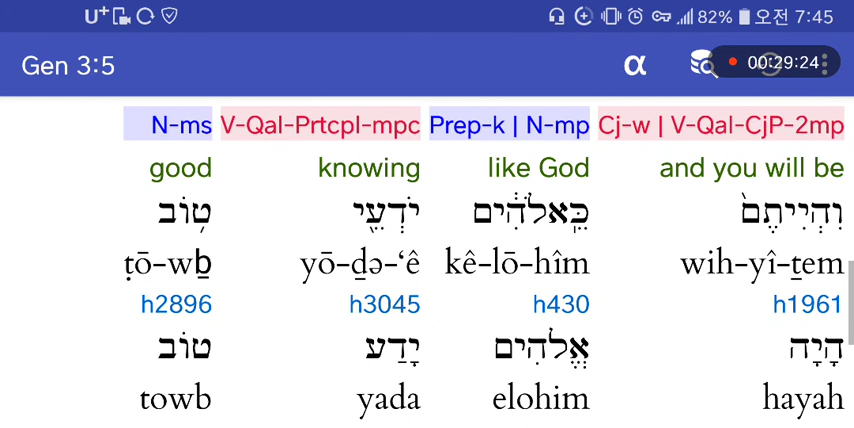 U+ 82% 오전 7:45
Gen 3:5 α 00:29:24
N-ms V-Qal-Prtcpl-mpc Prep-k | N-mp Cj-w | V-Qal-CjP-2mp
good knowing like God and you will be
וִהְיִיתֶם֙ כֵּֽאלֹהִ֔ים יֹדְעֵ֖י ט֥וֹב
ṭō-wḇ yō-ḏə-‘ê kê-lō-hîm wih-yî-ṯem
h2896 h3045 h430 h1961
הָיָה אֱלֹהִים יָדַע טוֹב
towb yada elohim hayah